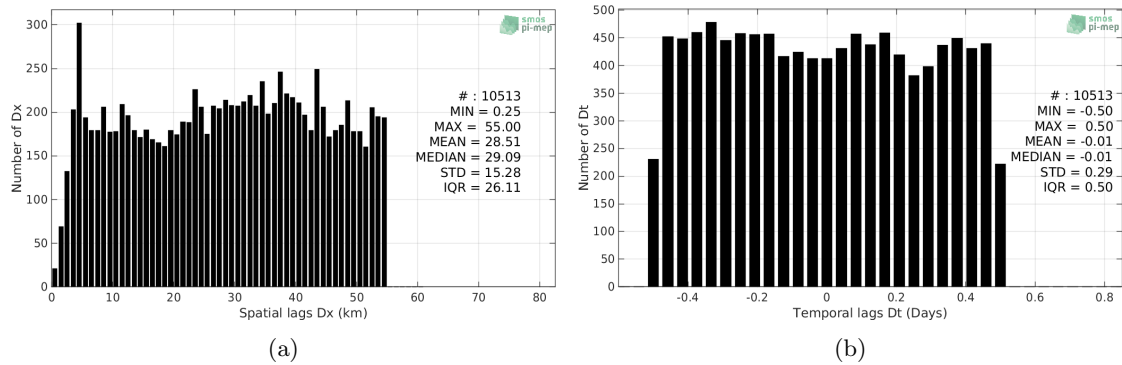 300
250
200
150
100
50
0
Number of Dx
smos
pi-mep
# : 10513
MIN = 0.25
MAX = 55.00
MEAN = 28.51
MEDIAN = 29.09
STD = 15.28
IQR = 26.11
0 10 20 30 40 50 60 70 80
Spatial lags Dx (km)
(a)
500
450
400
350
300
250
200
150
100
50
0
Number of Dt
smos
pi-mep
# : 10513
MIN = -0.50
MAX = 0.50
MEAN = -0.01
MEDIAN = -0.01
STD = 0.29
IQR = 0.50
-0.4 -0.2 0 0.2 0.4 0.6 0.8
Temporal lags Dt (Days)
(b)